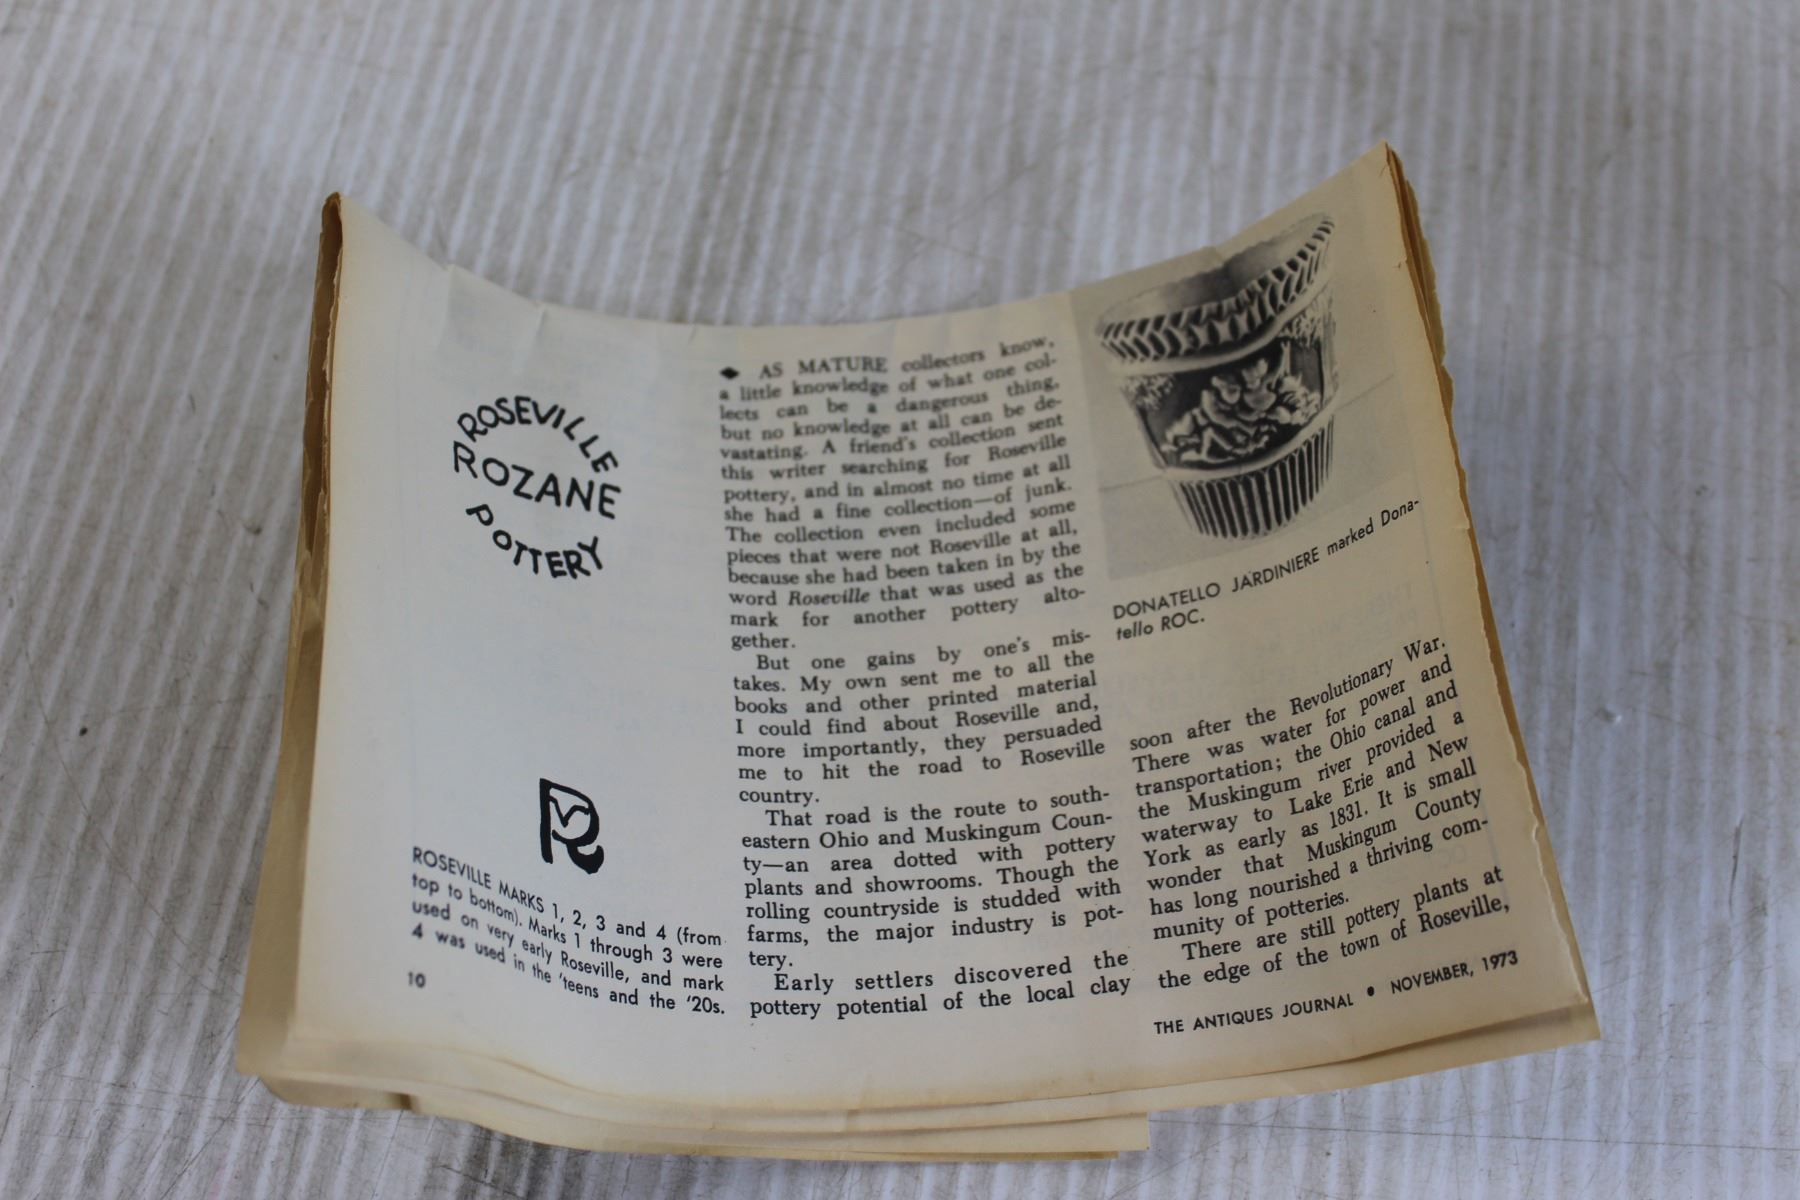 ROSEVILLE
ROZANE
POTTERY
R
ROSEVILLE MARKS 1, 2, 3 and 4 (from
top to bottom). Marks 1 through 3 were
used on very early Roseville, and mark
4 was used in the 'teens and the '20s.
10
◆ AS MATURE collectors know,
a little knowledge of what one col-
lects can be a dangerous thing,
but no knowledge at all can be de-
vastating. A friend's collection sent
this writer searching for Roseville
pottery, and in almost no time at all
she had a fine collection—of junk.
The collection even included some
pieces that were not Roseville at all,
because she had been taken in by the
word Roseville that was used as the
mark for another pottery alto-
gether.
But one gains by one's mis-
takes. My own sent me to all the
books and other printed material
I could find about Roseville and,
more importantly, they persuaded
me to hit the road to Roseville
country.
That road is the route to south-
eastern Ohio and Muskingum Coun-
ty—an area dotted with pottery
plants and showrooms. Though the
rolling countryside is studded with
farms, the major industry is pot-
tery.
Early settlers discovered the
pottery potential of the local clay
DONATELLO JARDINIERE marked Dona-
tello ROC.
soon after the Revolutionary War.
There was water for power and
transportation; the Ohio canal and
the Muskingum river provided a
waterway to Lake Erie and New
York as early as 1831. It is small
wonder that Muskingum County
has long nourished a thriving com-
munity of potteries.
There are still pottery plants at
the edge of the town of Roseville,
THE ANTIQUES JOURNAL • NOVEMBER, 1973